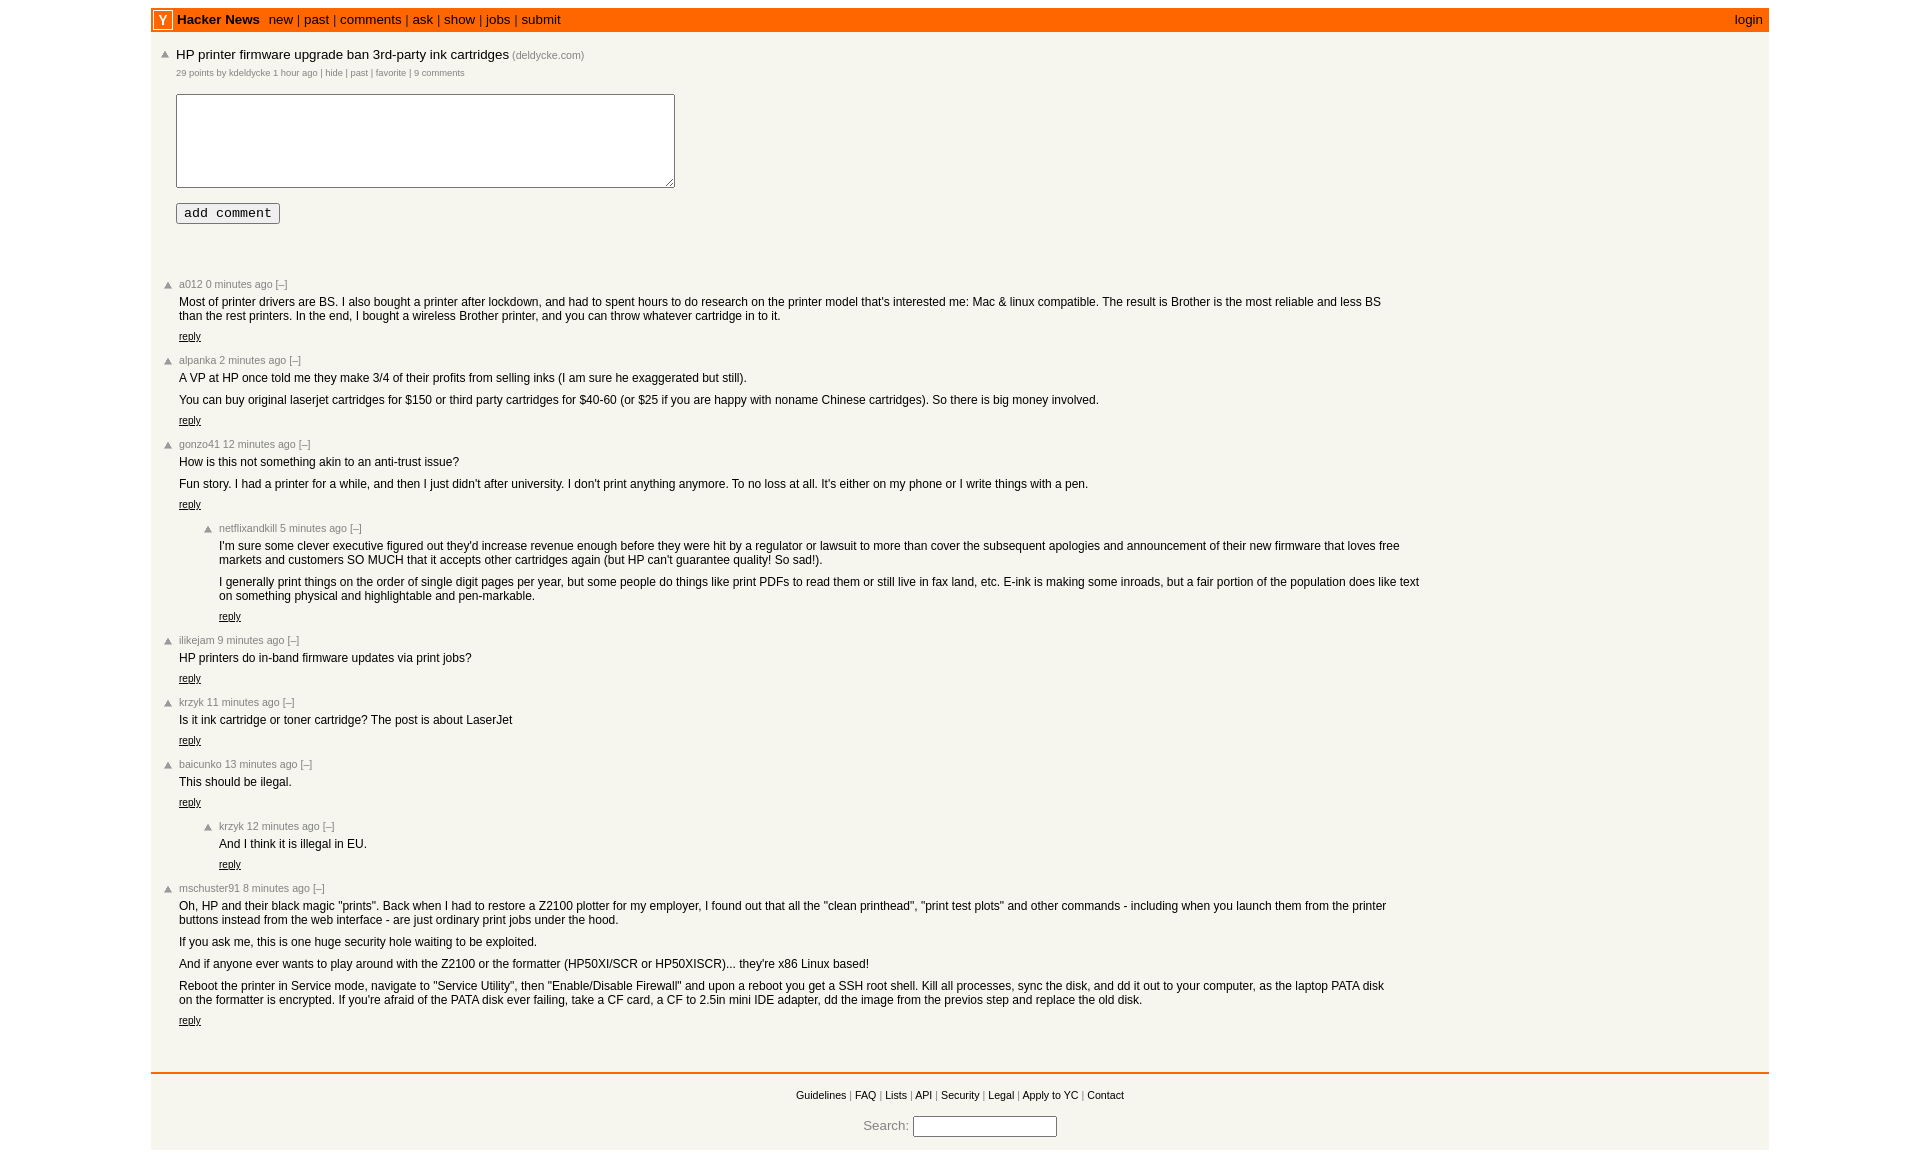 Y Hacker News new | past | comments | ask | show | jobs | submit login
HP printer firmware upgrade ban 3rd-party ink cartridges (deldycke.com)
29 points by kdeldycke 1 hour ago | hide | past | favorite | 9 comments
add comment
a012 0 minutes ago [–]
Most of printer drivers are BS. I also bought a printer after lockdown, and had to spent hours to do research on the printer model that's interested me: Mac & linux compatible. The result is Brother is the most reliable and less BS
than the rest printers. In the end, I bought a wireless Brother printer, and you can throw whatever cartridge in to it.
reply
alpanka 2 minutes ago [–]
A VP at HP once told me they make 3/4 of their profits from selling inks (I am sure he exaggerated but still).
You can buy original laserjet cartridges for $150 or third party cartridges for $40-60 (or $25 if you are happy with noname Chinese cartridges). So there is big money involved.
reply
gonzo41 12 minutes ago [–]
How is this not something akin to an anti-trust issue?
Fun story. I had a printer for a while, and then I just didn't after university. I don't print anything anymore. To no loss at all. It's either on my phone or I write things with a pen.
reply
netflixandkill 5 minutes ago [–]
I'm sure some clever executive figured out they'd increase revenue enough before they were hit by a regulator or lawsuit to more than cover the subsequent apologies and announcement of their new firmware that loves free
markets and customers SO MUCH that it accepts other cartridges again (but HP can't guarantee quality! So sad!).
I generally print things on the order of single digit pages per year, but some people do things like print PDFs to read them or still live in fax land, etc. E-ink is making some inroads, but a fair portion of the population does like text
on something physical and highlightable and pen-markable.
reply
ilikejam 9 minutes ago [–]
HP printers do in-band firmware updates via print jobs?
reply
krzyk 11 minutes ago [–]
Is it ink cartridge or toner cartridge? The post is about LaserJet
reply
baicunko 13 minutes ago [–]
This should be ilegal.
reply
krzyk 12 minutes ago [–]
And I think it is illegal in EU.
reply
mschuster91 8 minutes ago [–]
Oh, HP and their black magic "prints". Back when I had to restore a Z2100 plotter for my employer, I found out that all the "clean printhead", "print test plots" and other commands - including when you launch them from the printer
buttons instead from the web interface - are just ordinary print jobs under the hood.
If you ask me, this is one huge security hole waiting to be exploited.
And if anyone ever wants to play around with the Z2100 or the formatter (HP50XI/SCR or HP50XISCR)... they're x86 Linux based!
Reboot the printer in Service mode, navigate to "Service Utility", then "Enable/Disable Firewall" and upon a reboot you get a SSH root shell. Kill all processes, sync the disk, and dd it out to your computer, as the laptop PATA disk
on the formatter is encrypted. If you're afraid of the PATA disk ever failing, take a CF card, a CF to 2.5in mini IDE adapter, dd the image from the previos step and replace the old disk.
reply
Guidelines | FAQ | Lists | API | Security | Legal | Apply to YC | Contact
Search: